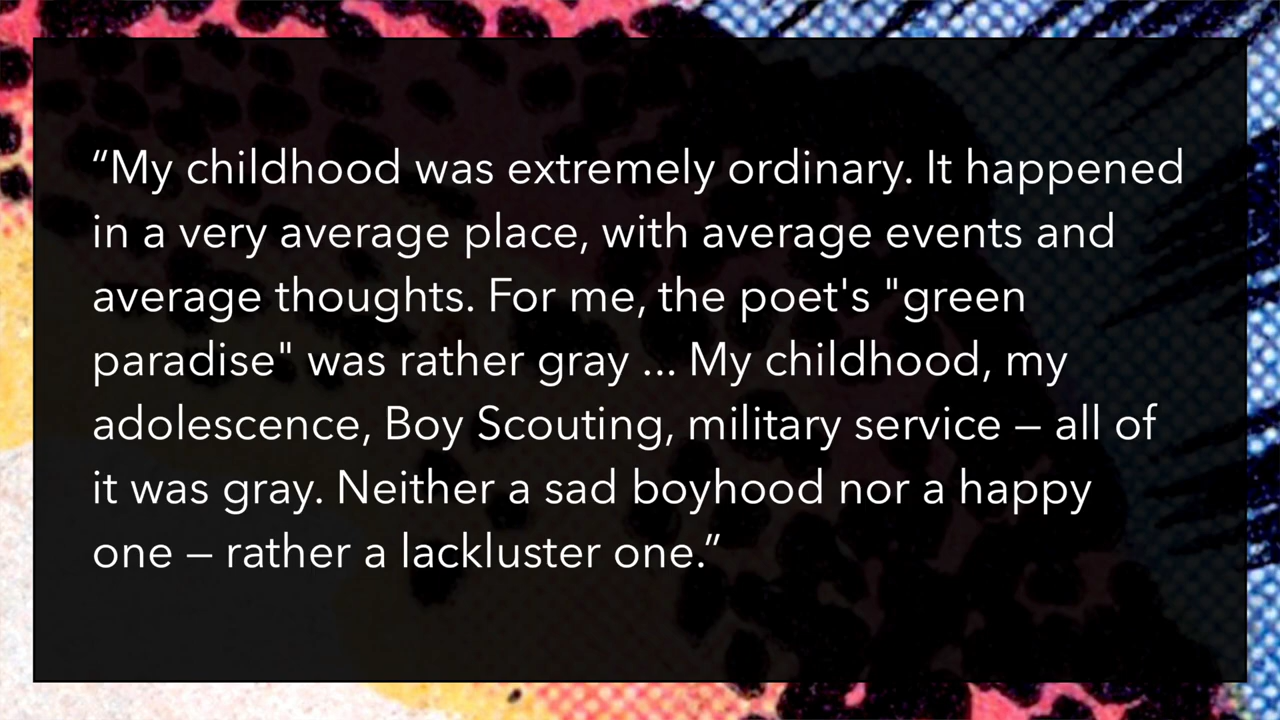 “My childhood was extremely ordinary. It happened
in a very average place, with average events and
average thoughts. For me, the poet's "green
paradise" was rather gray ... My childhood, my
adolescence, Boy Scouting, military service – all of
it was gray. Neither a sad boyhood nor a happy
one – rather a lackluster one.”